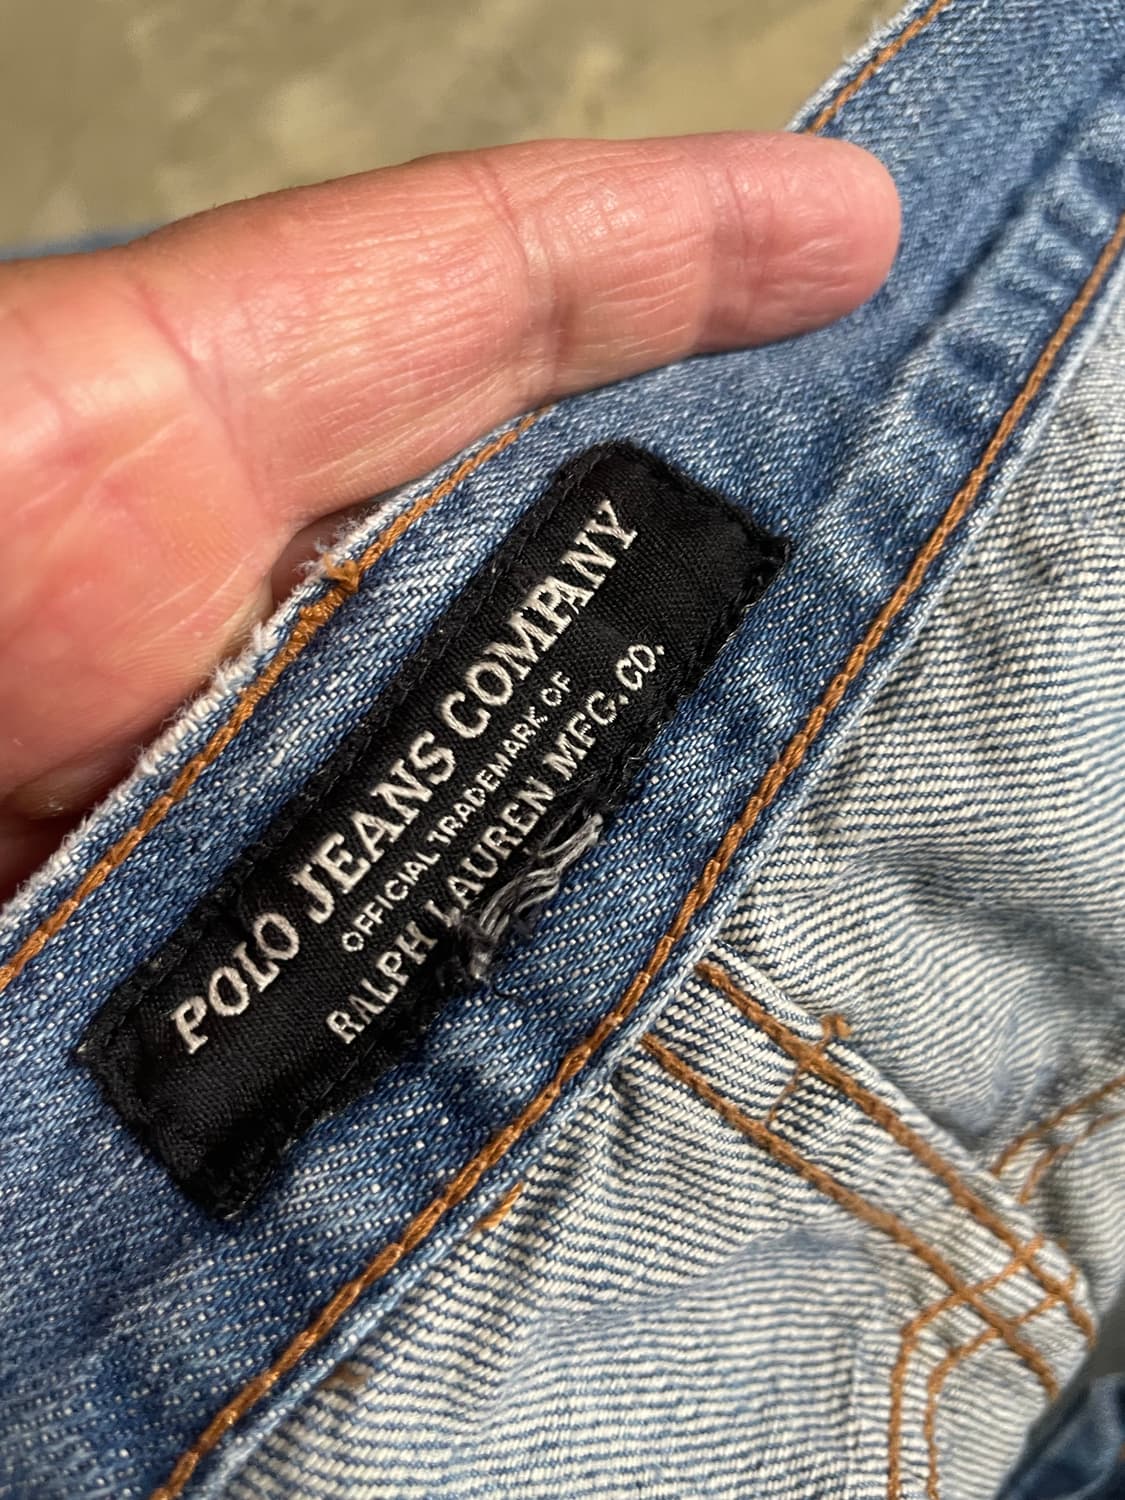 POLO JEANS COMPANY
OFFICIAL TRADEMARK OF
RALPH LAUREN MFG. CO.